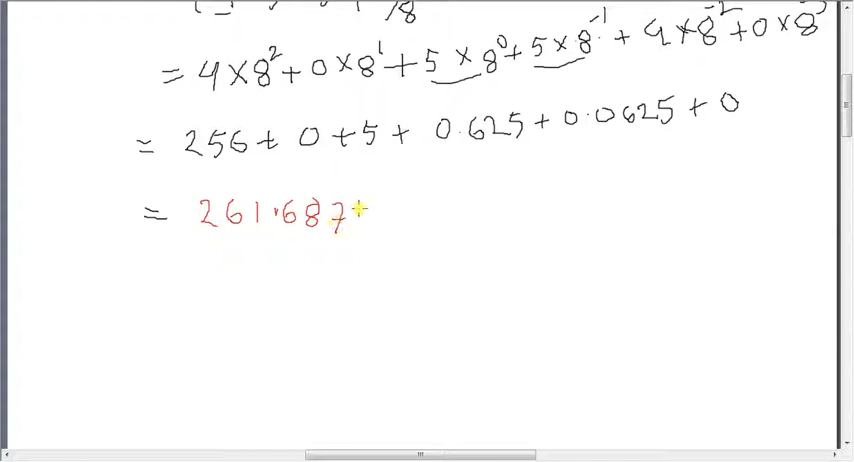 = 4×8² + 0×8¹ + 5×8⁰ + 5×8⁻¹ + 4×8⁻² + 0×8
= 256 + 0 + 5 + 0.625 + 0.0625 + 0
= 261.687